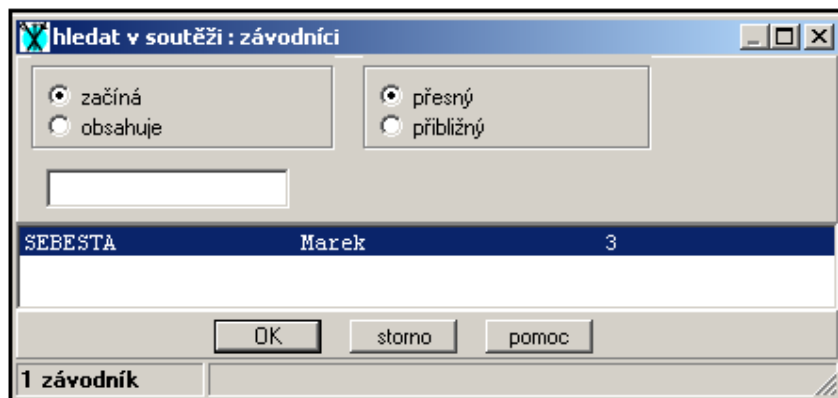 hledat v soutěži : závodníci
začíná přesný
obsahuje přibližný
SEBESTA Marek 3
OK storno pomoc
1 závodník